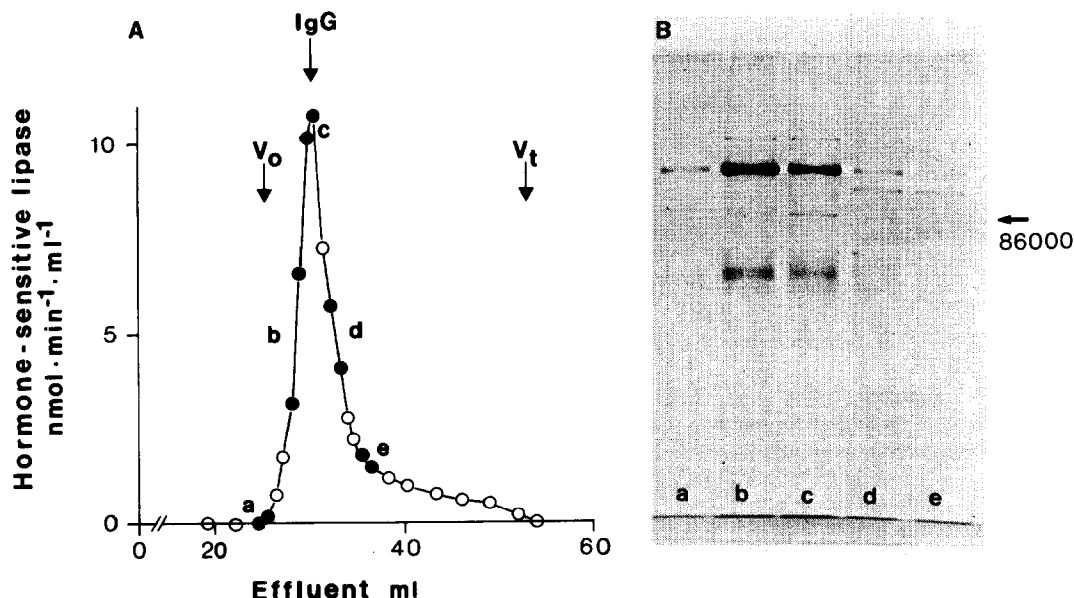 A
IgG
Hormone-sensitive lipase
nmol·min⁻¹·ml⁻¹
10
5
0
Vo
Vt
a
b
c
d
e
0
20
40
60
Effluent ml
B
86000
a b c d e